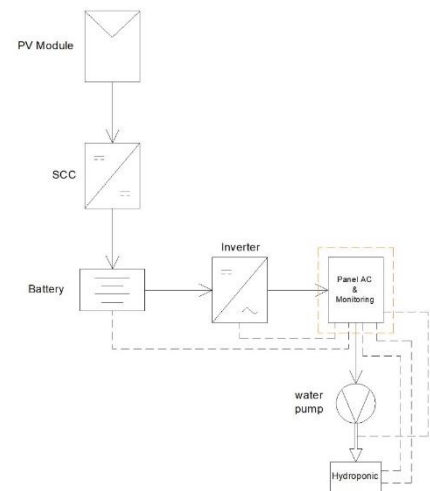 PV Module
SCC
Inverter
Battery
Panel AC
&
Monitoring
water
pump
Hydroponic